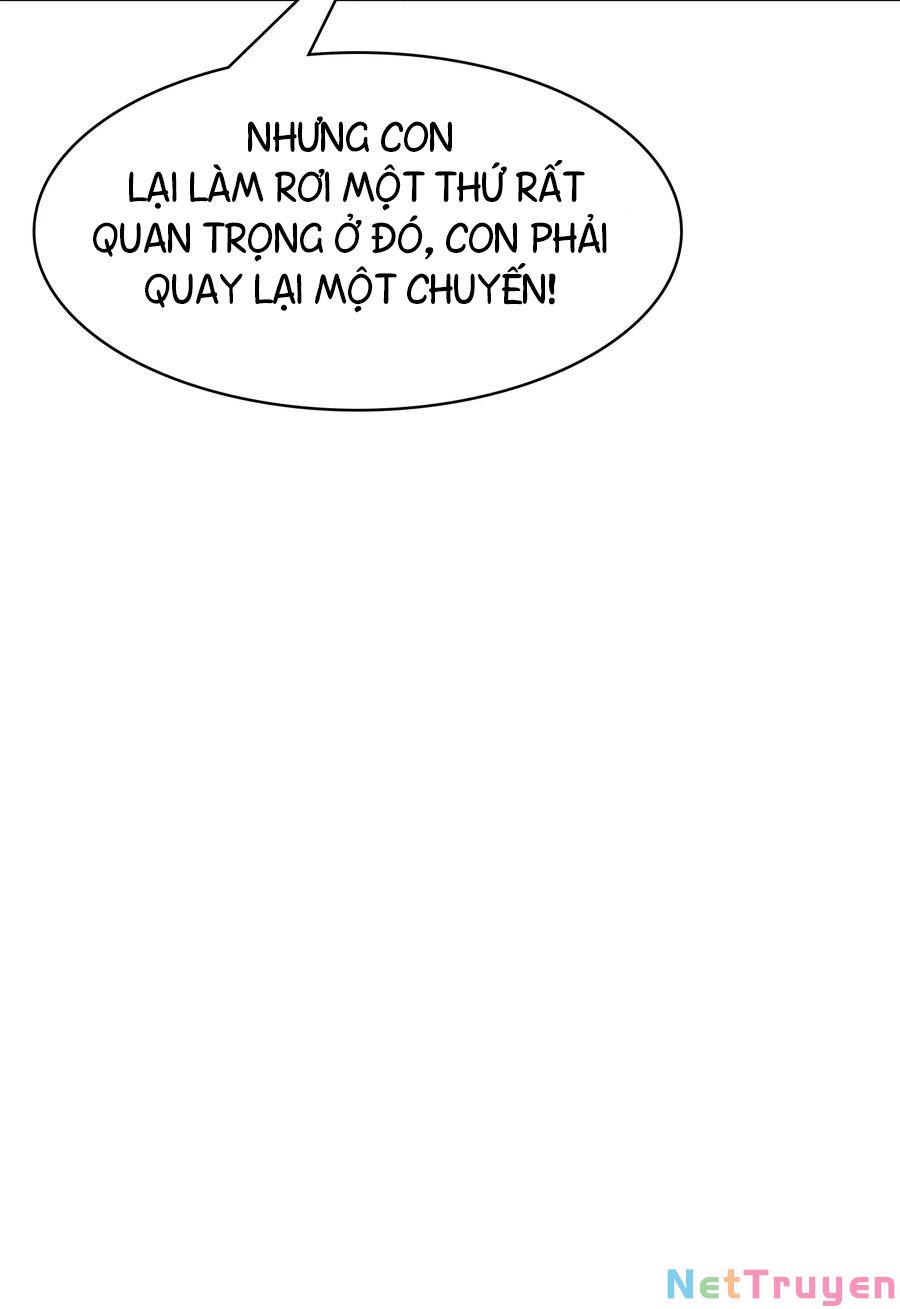 NHƯNG CON
LẠI LÀM RƠI MỘT THỨ RẤT
QUAN TRỌNG Ở ĐÓ, CON PHẢI
QUAY LẠI MỘT CHUYẾN!
NetTruyen